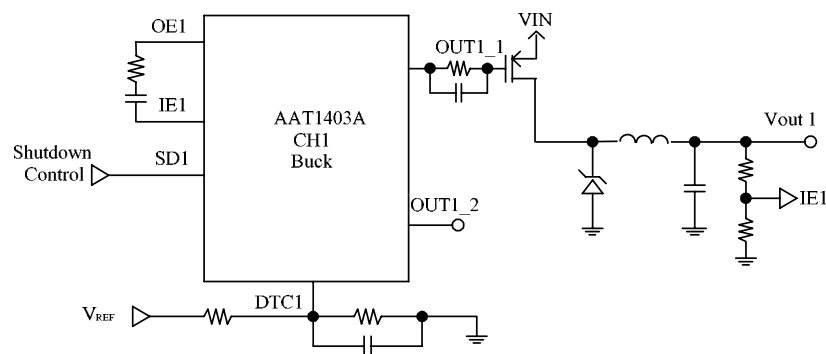 OE1
VIN
OUT1_1
IE1
AAT1403A
CH1
Buck
Vout 1
Shutdown
Control
SD1
IE1
OUT1_2
DTC1
VREF